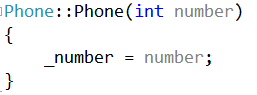 Phone::Phone(int number)
{
    _number = number;
}